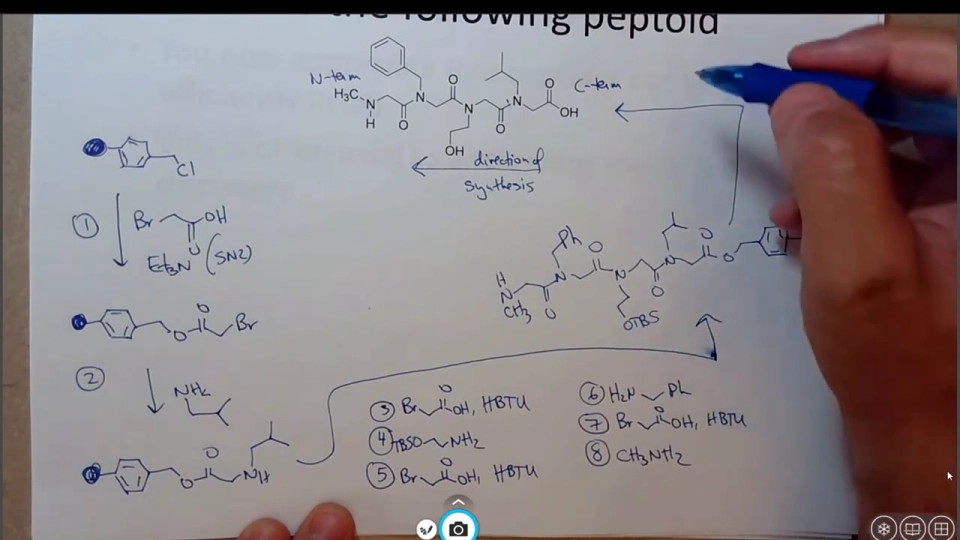 the following peptoid
N-term
H₃C
N
H
O
N
O
N
OH
O
N
O
OH
C-term
direction of
synthesis
Cl
①
Br
OH
O
Et₃N (SN2)
O
O
Br
②
NH₂
O
O
NH
③ Br O OH, HBTU
④ TBSO NH₂
⑤ Br O OH, HBTU
⑥ H₂N Ph
⑦ Br O OH, HBTU
⑧ CH₃NH₂
H
N
CH₃
O
N
Ph
O
N
OTBS
O
N
O
O